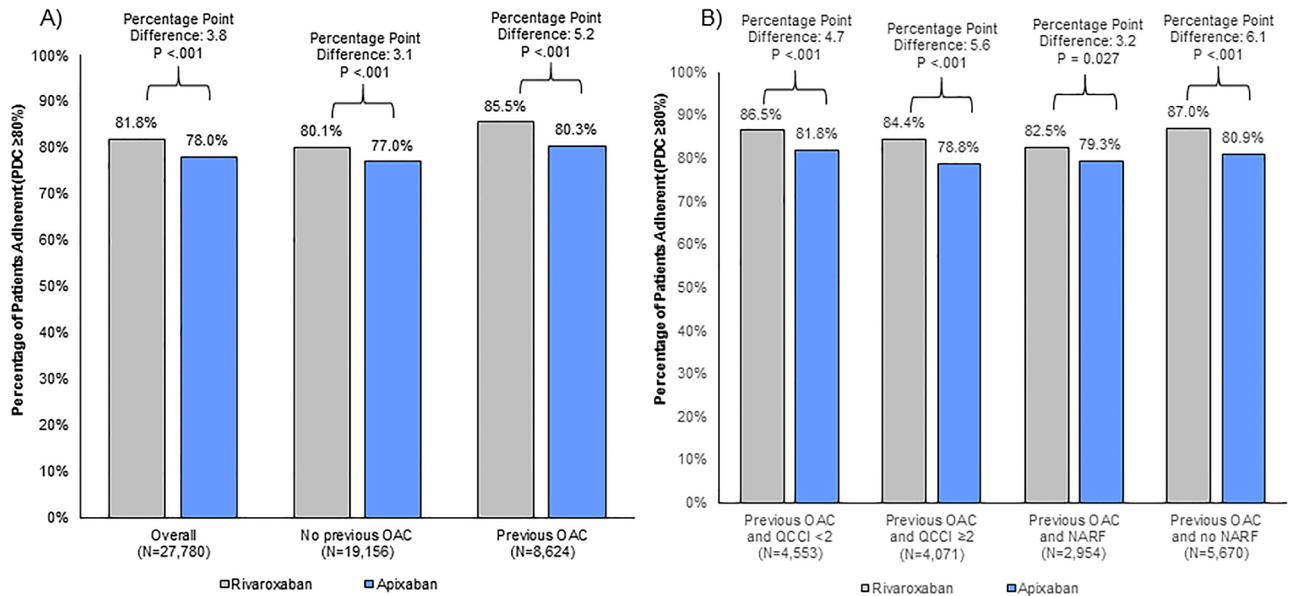 A)
Percentage Point
Difference: 3.8
P <.001
Percentage Point
Difference: 3.1
P <.001
Percentage Point
Difference: 5.2
P <.001
Percentage of Patients Adherent (PDC ≥80%)
100%
90%
80%
70%
60%
50%
40%
30%
20%
10%
0%
81.8%
78.0%
80.1%
77.0%
85.5%
80.3%
Overall
(N=27,780)
No previous OAC
(N=19,156)
Previous OAC
(N=8,624)
Rivaroxaban
Apixaban
B)
Percentage Point
Difference: 4.7
P <.001
Percentage Point
Difference: 5.6
P <.001
Percentage Point
Difference: 3.2
P = 0.027
Percentage Point
Difference: 6.1
P <.001
Percentage of Patients Adherent (PDC ≥80%)
100%
90%
80%
70%
60%
50%
40%
30%
20%
10%
0%
86.5%
81.8%
84.4%
78.8%
82.5%
79.3%
87.0%
80.9%
Previous OAC
and QCCI <2
(N=4,553)
Previous OAC
and QCCI ≥2
(N=4,071)
Previous OAC
and NARF
(N=2,954)
Previous OAC
and no NARF
(N=5,670)
Rivaroxaban
Apixaban